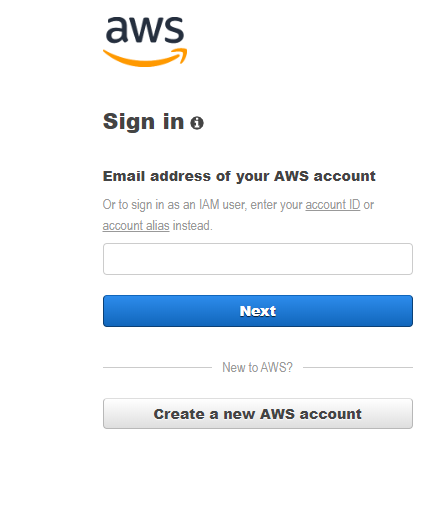 aws
Sign in
Email address of your AWS account
Or to sign in as an IAM user, enter your account ID or
account alias instead.
Next
New to AWS?
Create a new AWS account